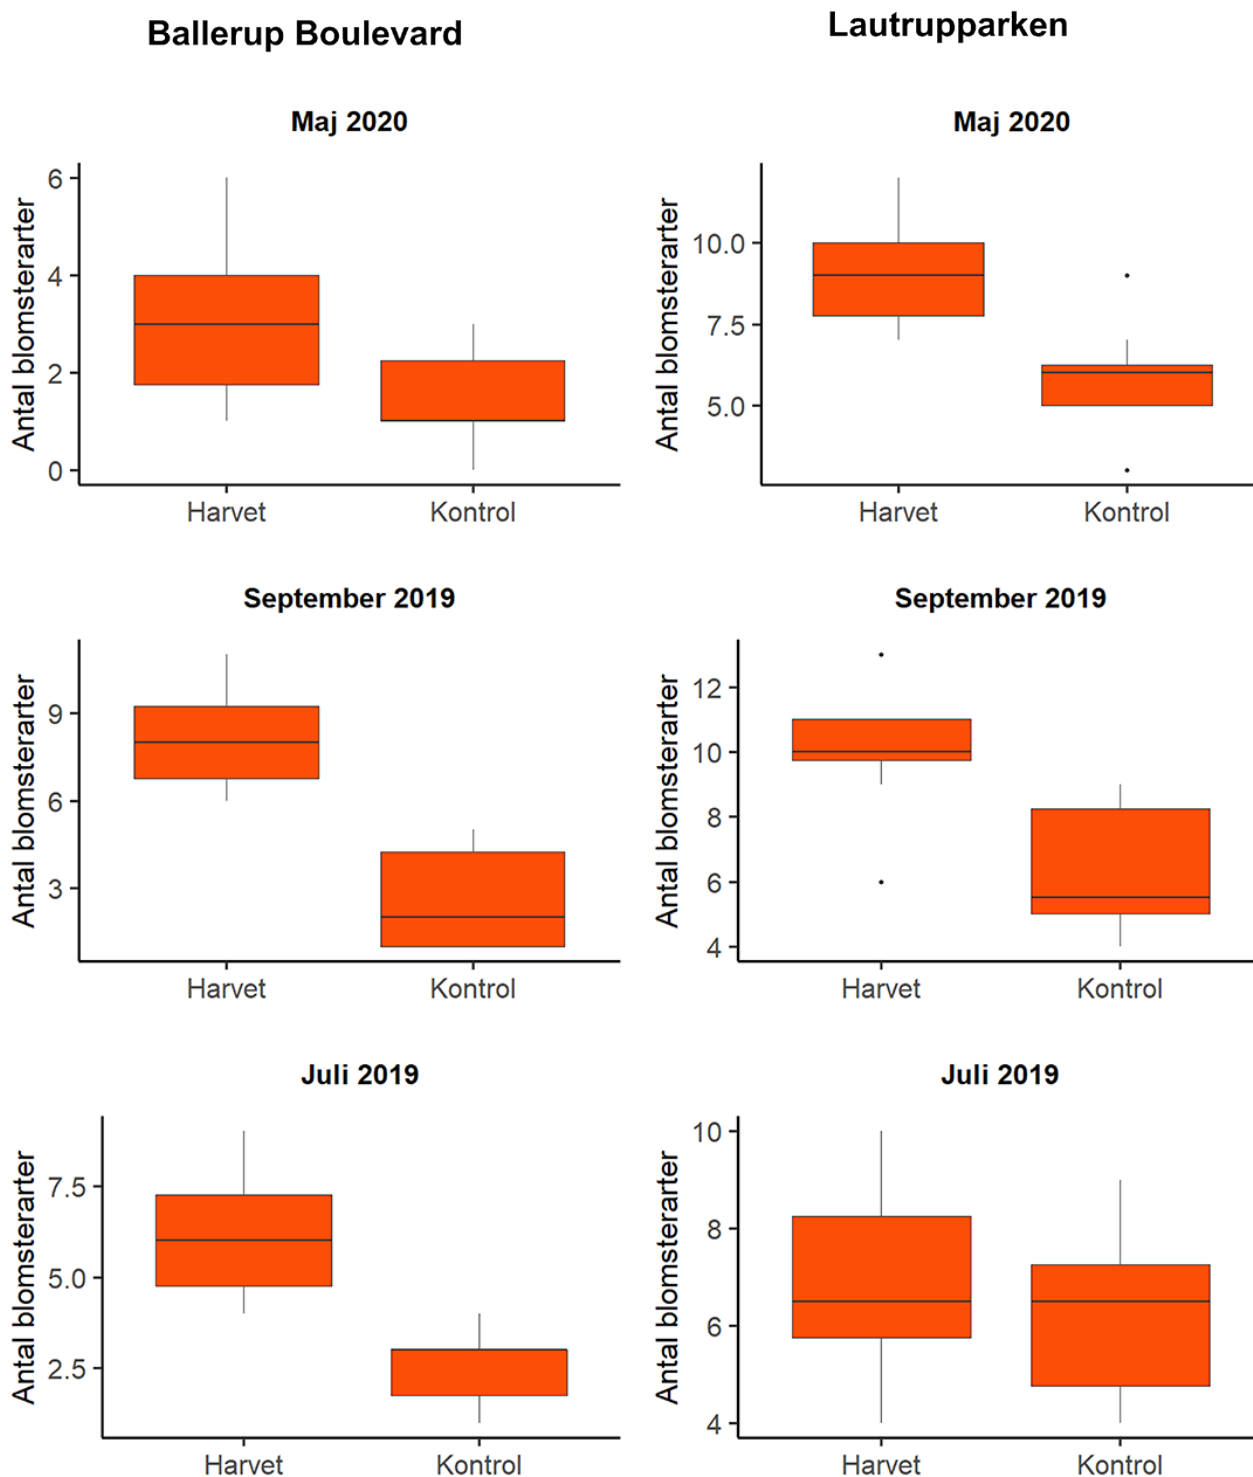 Ballerup Boulevard
Lautrupparken
Maj 2020
Antal blomsterarter
6
4
2
0
Harvet
Kontrol
Maj 2020
Antal blomsterarter
10.0
7.5
5.0
Harvet
Kontrol
September 2019
Antal blomsterarter
9
6
3
Harvet
Kontrol
September 2019
Antal blomsterarter
12
10
8
6
4
Harvet
Kontrol
Juli 2019
Antal blomsterarter
7.5
5.0
2.5
Harvet
Kontrol
Juli 2019
Antal blomsterarter
10
8
6
4
Harvet
Kontrol